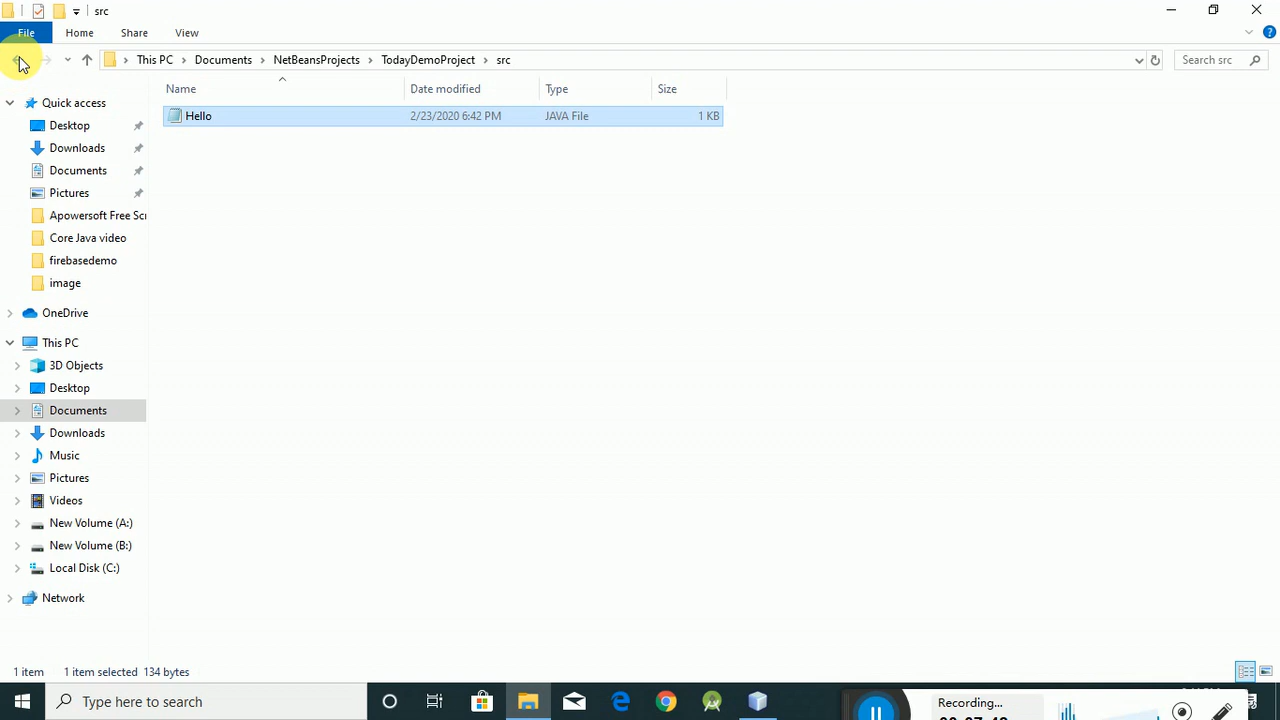 src
File Home Share View
This PC Documents NetBeansProjects TodayDemoProject src Search src
Name Date modified Type Size
Hello 2/23/2020 6:42 PM JAVA File 1 KB
Quick access
Desktop
Downloads
Documents
Pictures
Apowersoft Free Scr
Core Java video
firebasedemo
image
OneDrive
This PC
3D Objects
Desktop
Documents
Downloads
Music
Pictures
Videos
New Volume (A:)
New Volume (B:)
Local Disk (C:)
Network
1 item 1 item selected 134 bytes
Type here to search
Recording...